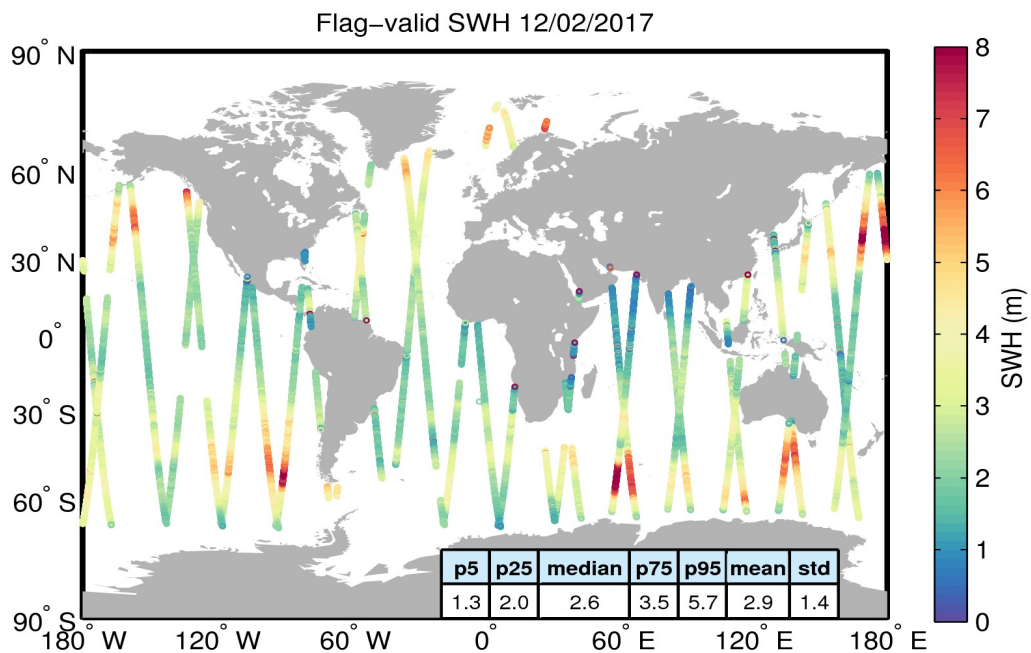 Flag−valid SWH 12/02/2017
90° N
60° N
30° N
0°
30° S
60° S
90° S
180° W
120° W
60° W
0°
60° E
120° E
180° E
p5 p25 median p75 p95 mean std
1.3 2.0 2.6 3.5 5.7 2.9 1.4
8
7
6
5
4
3
2
1
0
SWH (m)